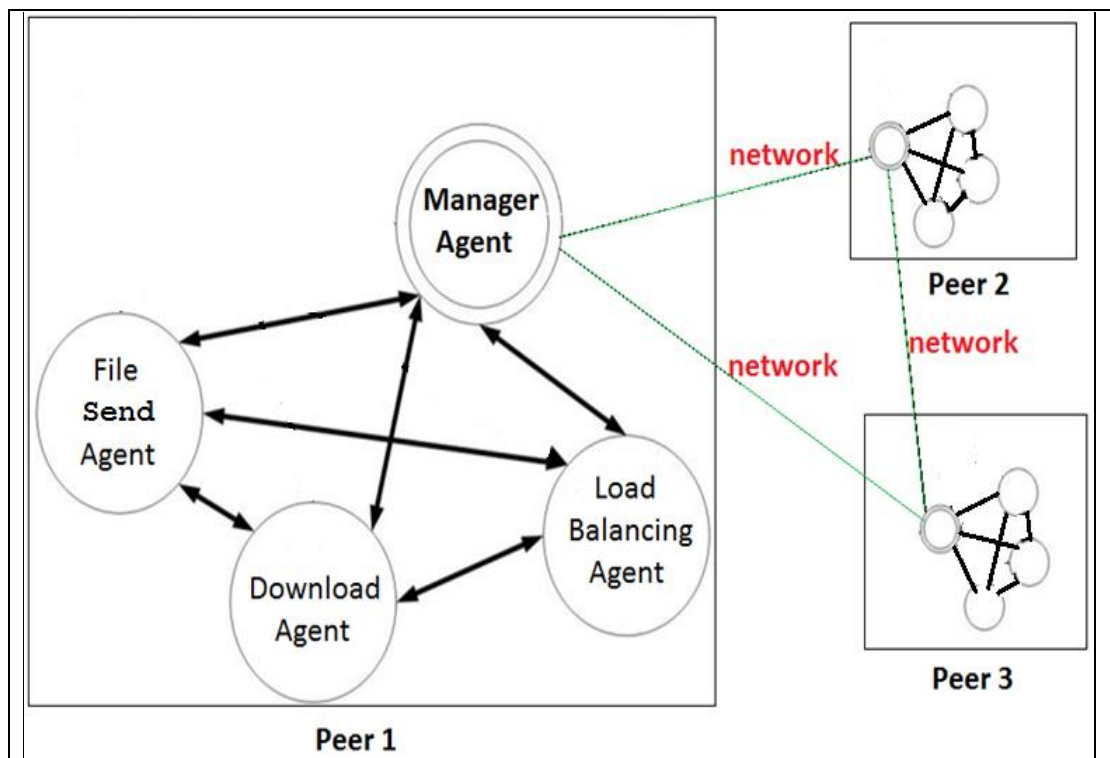 Manager
Agent
File
Send
Agent
Download
Agent
Load
Balancing
Agent
Peer 1
network
network
network
Peer 2
Peer 3